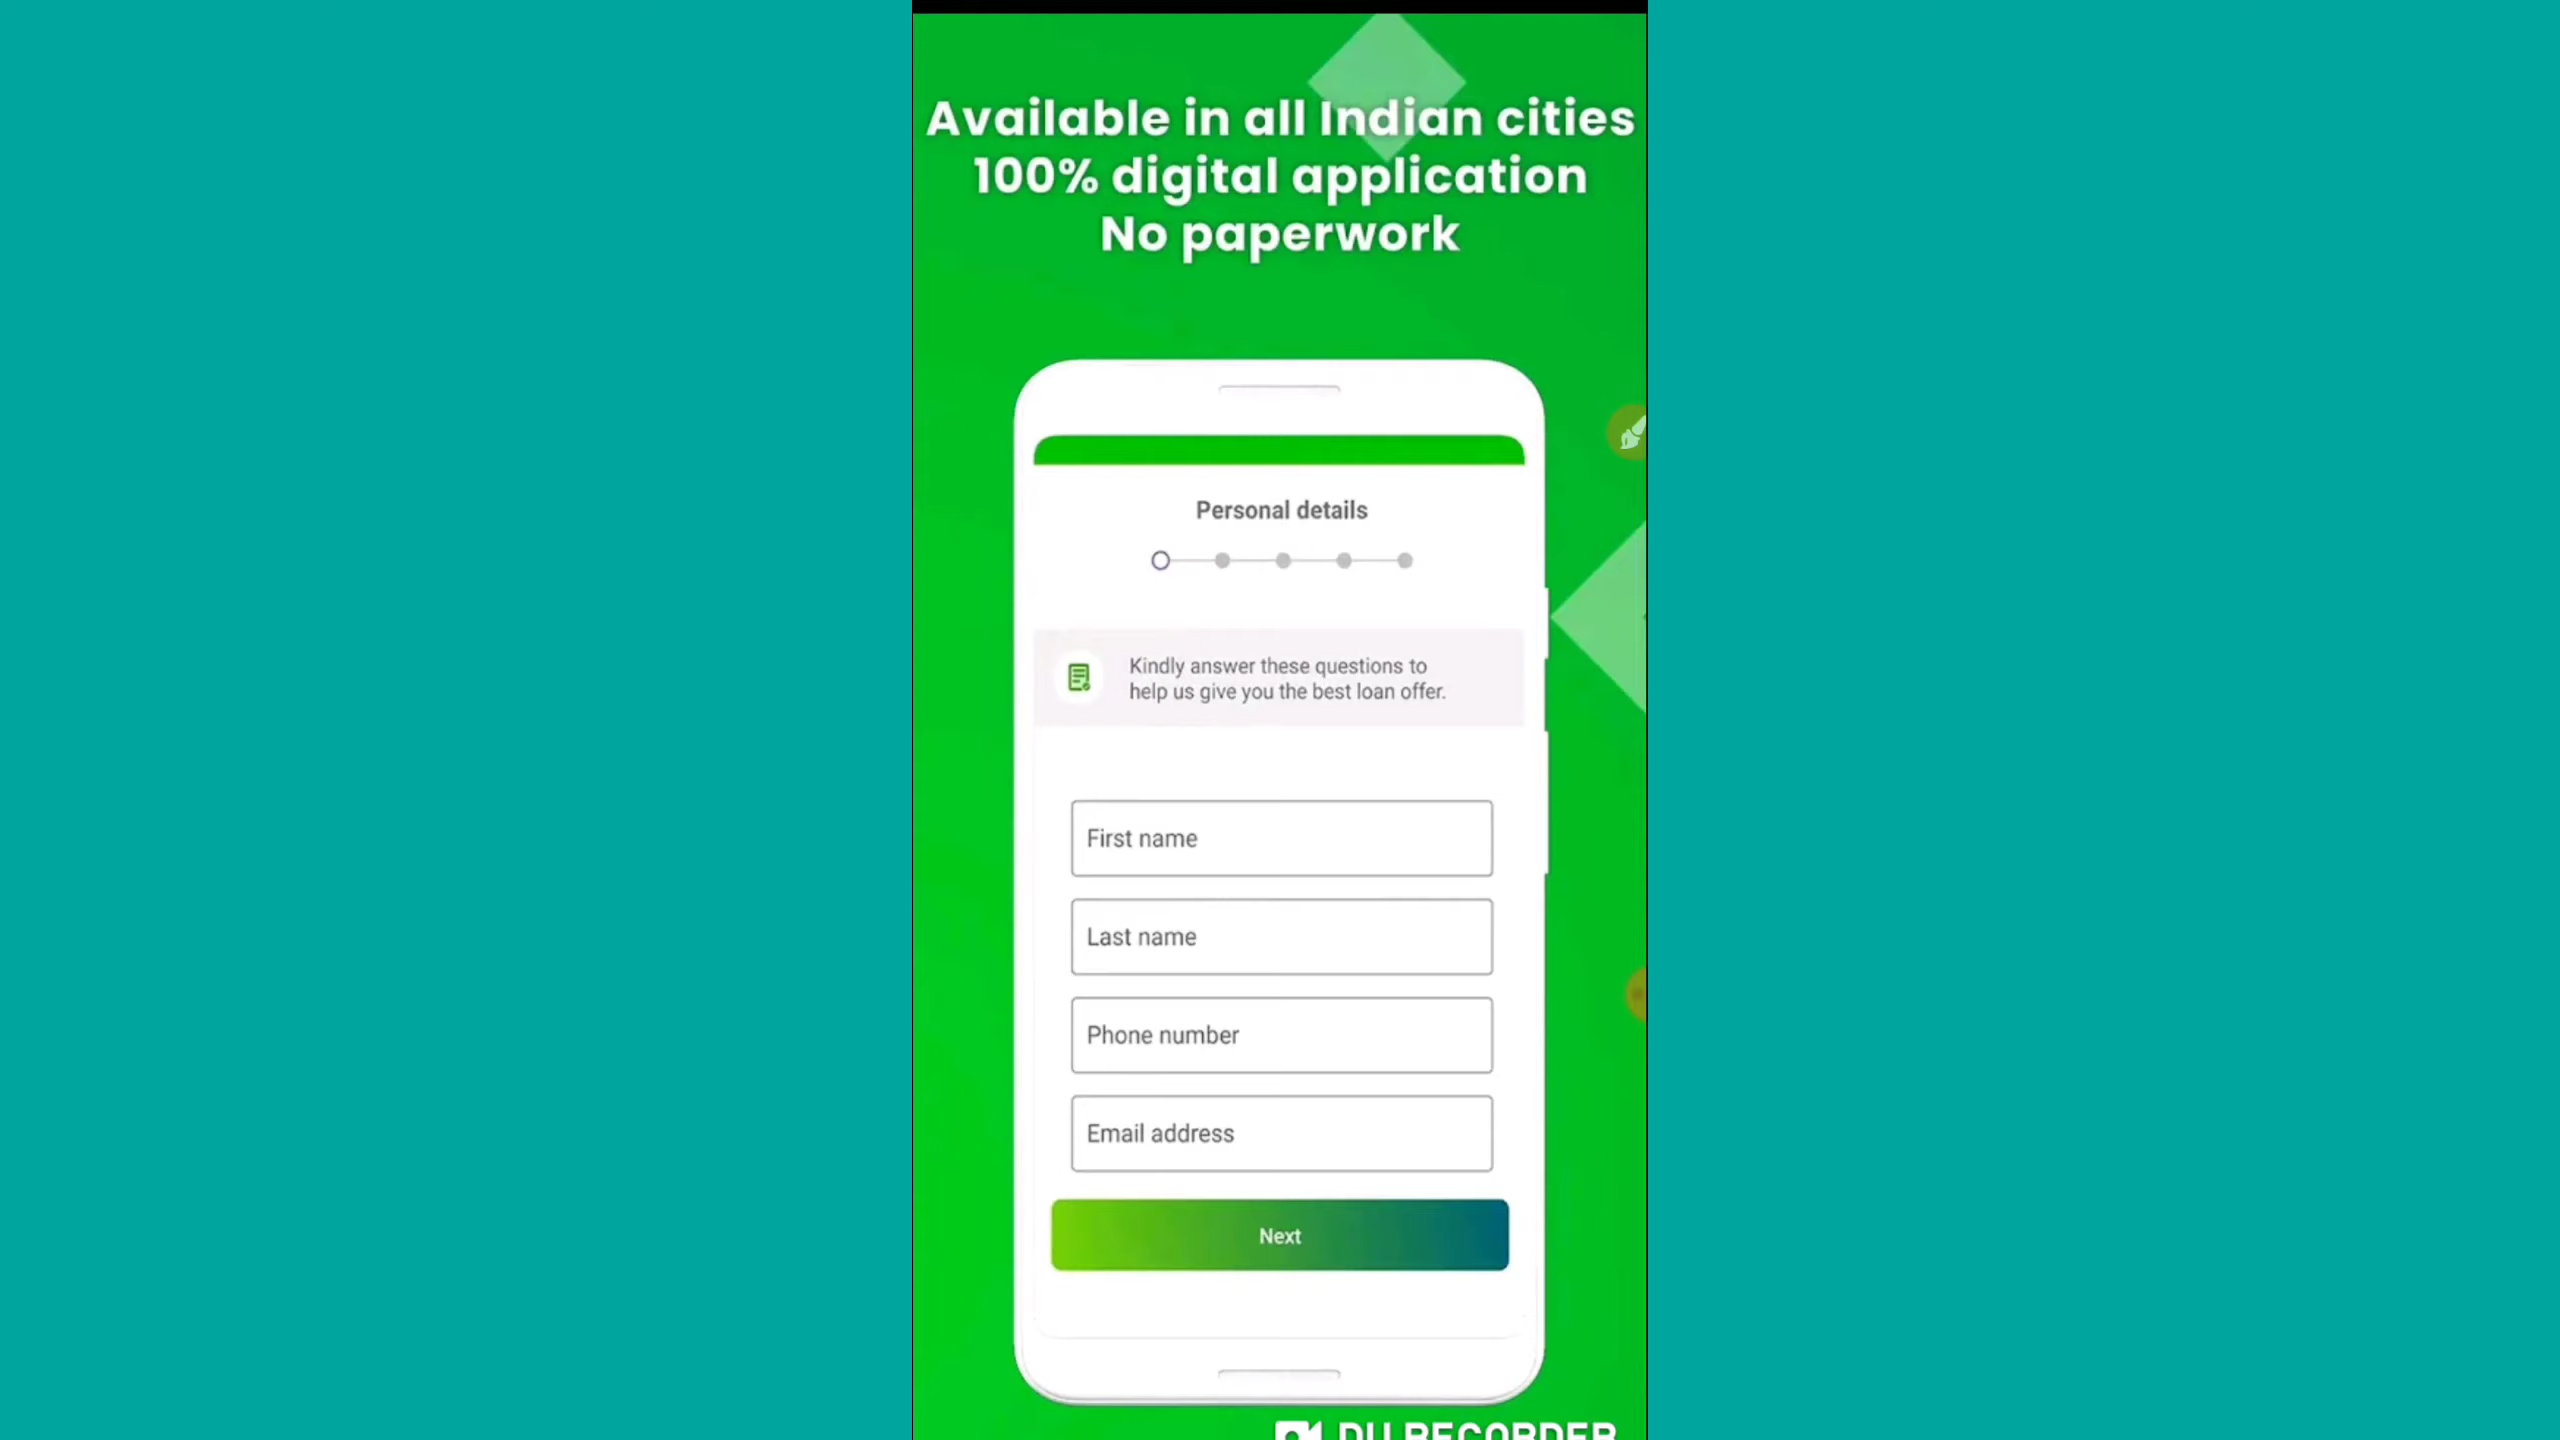 Available in all Indian cities
100% digital application
No paperwork
Personal details
Kindly answer these questions to
help us give you the best loan offer.
First name
Last name
Phone number
Email address
Next
DU RECORDER